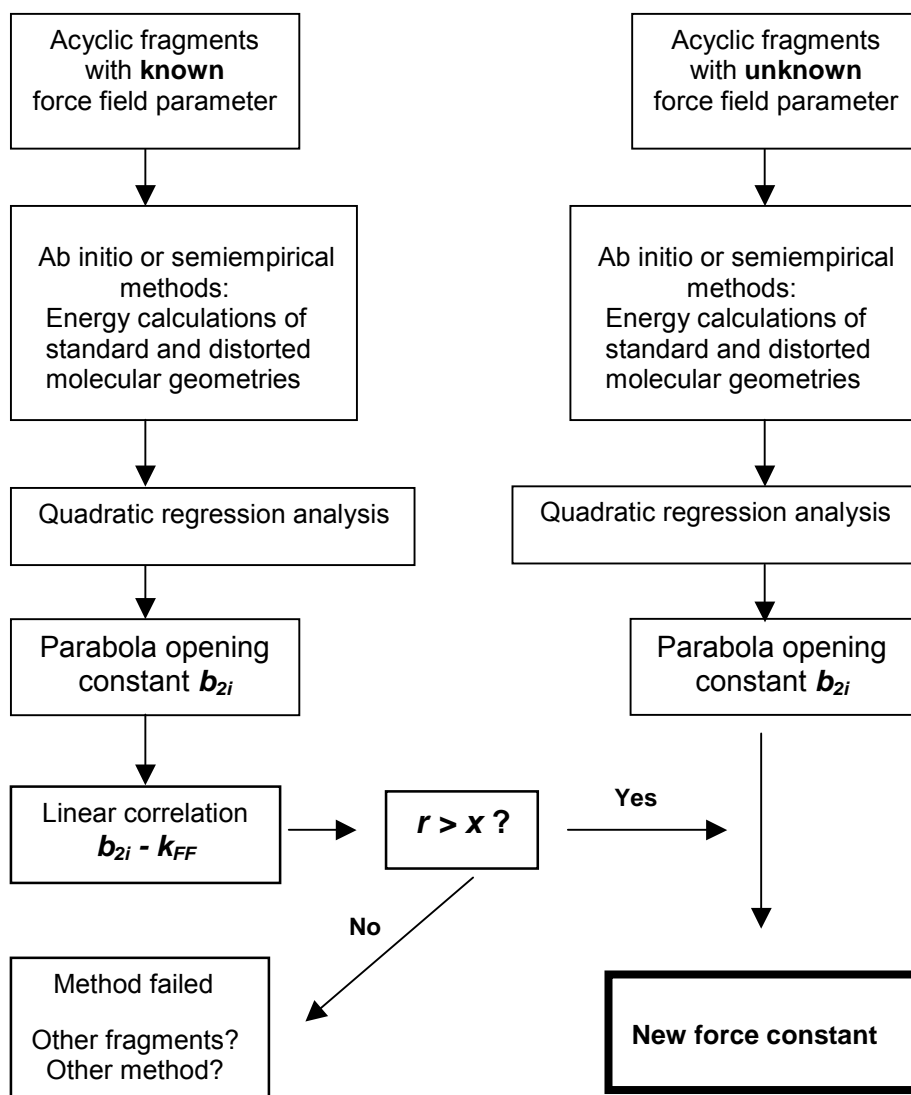 Acyclic fragments
with known
force field parameter
Ab initio or semiempirical
methods:
Energy calculations of
standard and distorted
molecular geometries
Quadratic regression analysis
Parabola opening
constant b2i
Linear correlation
b2i - kFF
r > x ?
Yes
No
Method failed
Other fragments?
Other method?
Acyclic fragments
with unknown
force field parameter
Ab initio or semiempirical
methods:
Energy calculations of
standard and distorted
molecular geometries
Quadratic regression analysis
Parabola opening
constant b2i
New force constant